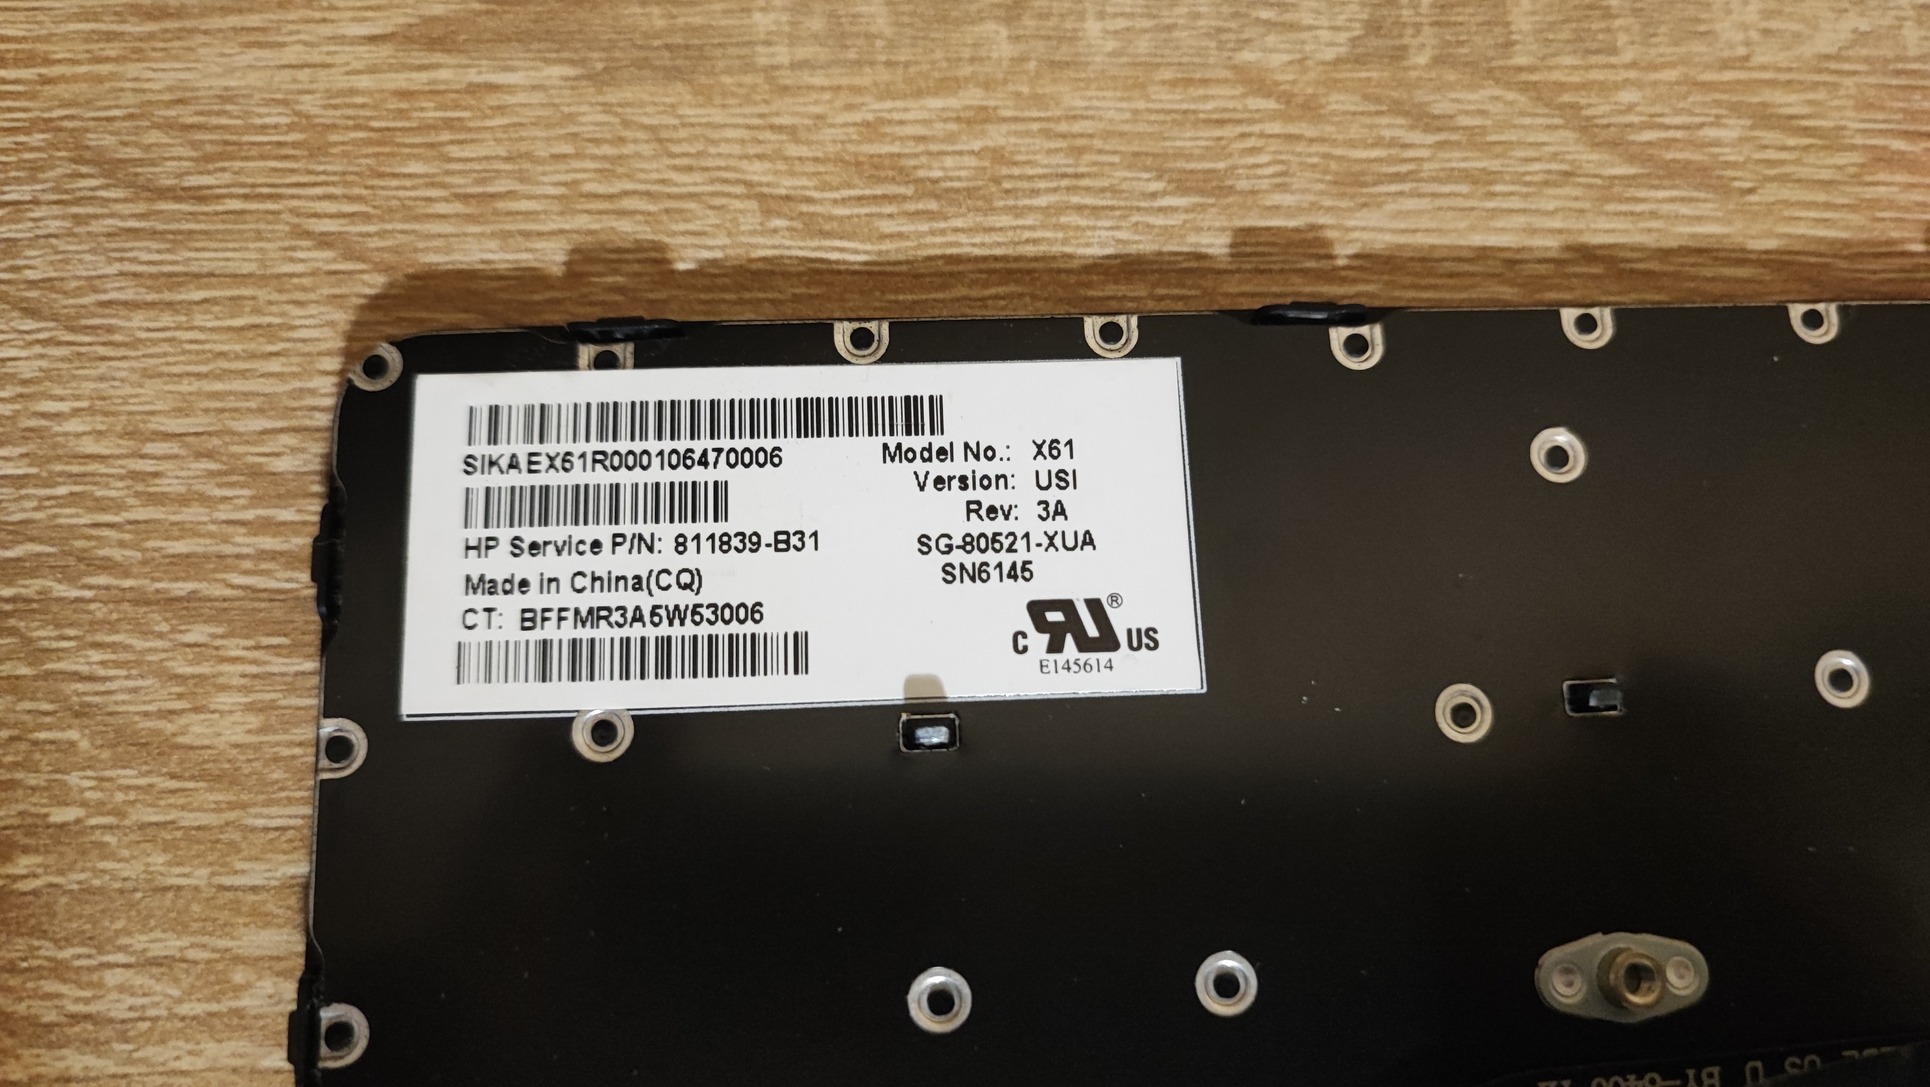 SIKAEX61R000106470006
HP Service P/N: 811839-B31
Made in China(CQ)
CT: BFFMR3A5W53006
Model No.: X61
Version: USI
Rev: 3A
SG-80521-XUA
SN6145
C RU ® US
E145614